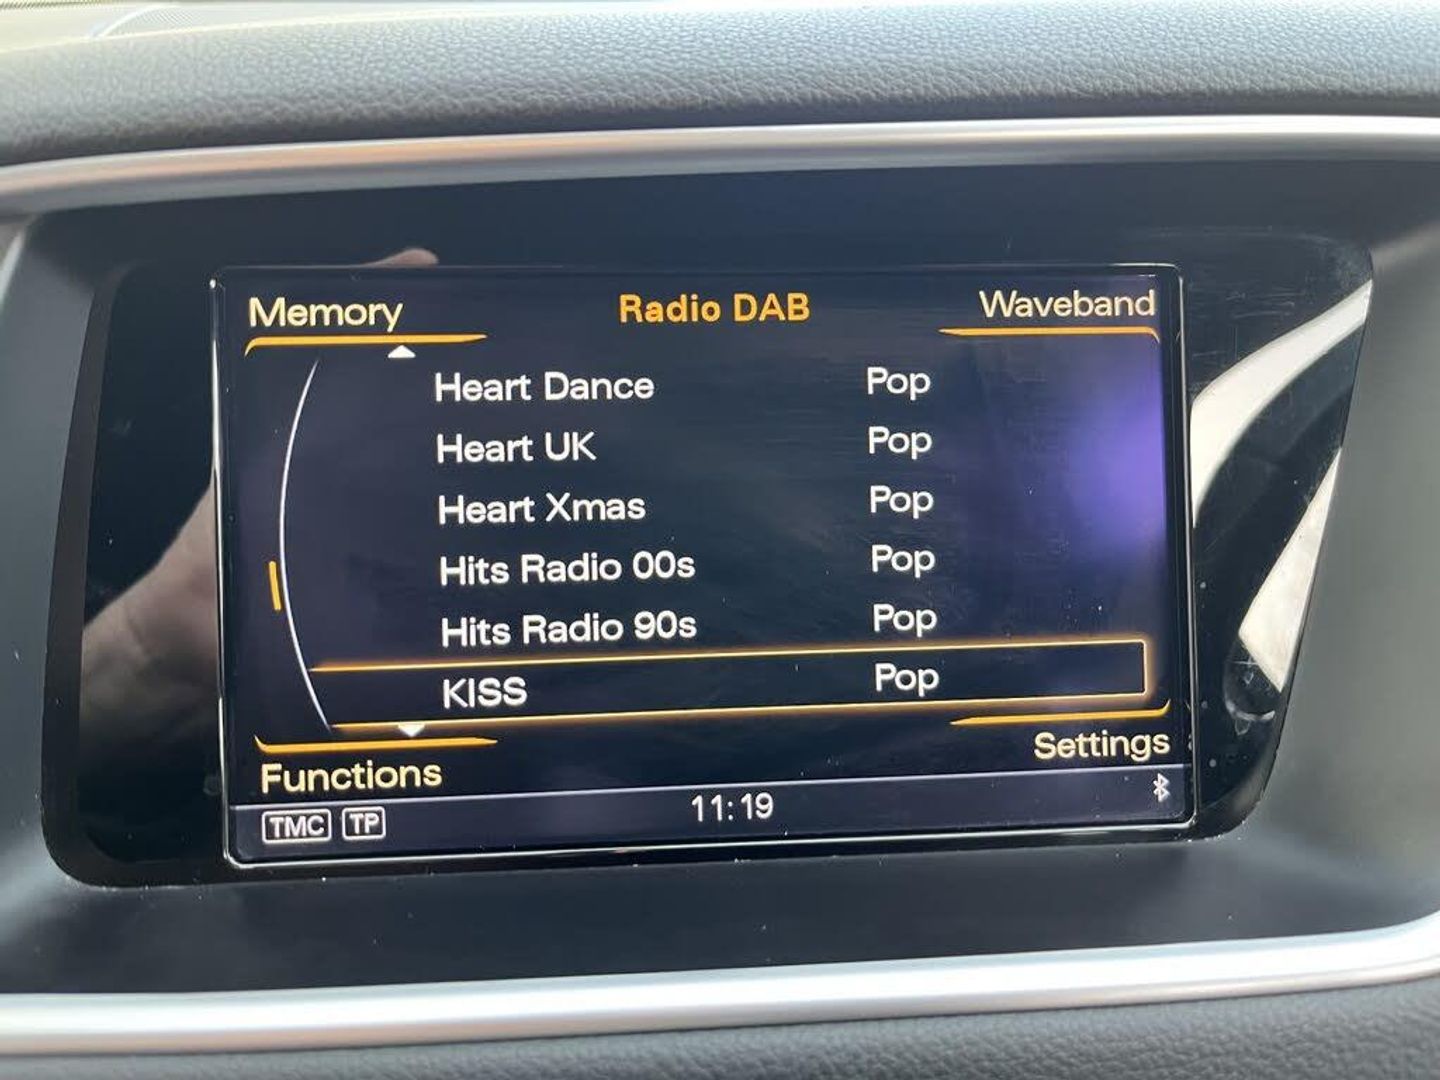 Memory Radio DAB Waveband
Heart Dance Pop
Heart UK Pop
Heart Xmas Pop
Hits Radio 00s Pop
Hits Radio 90s Pop
KISS Pop
Functions Settings
TMC TP 11:19